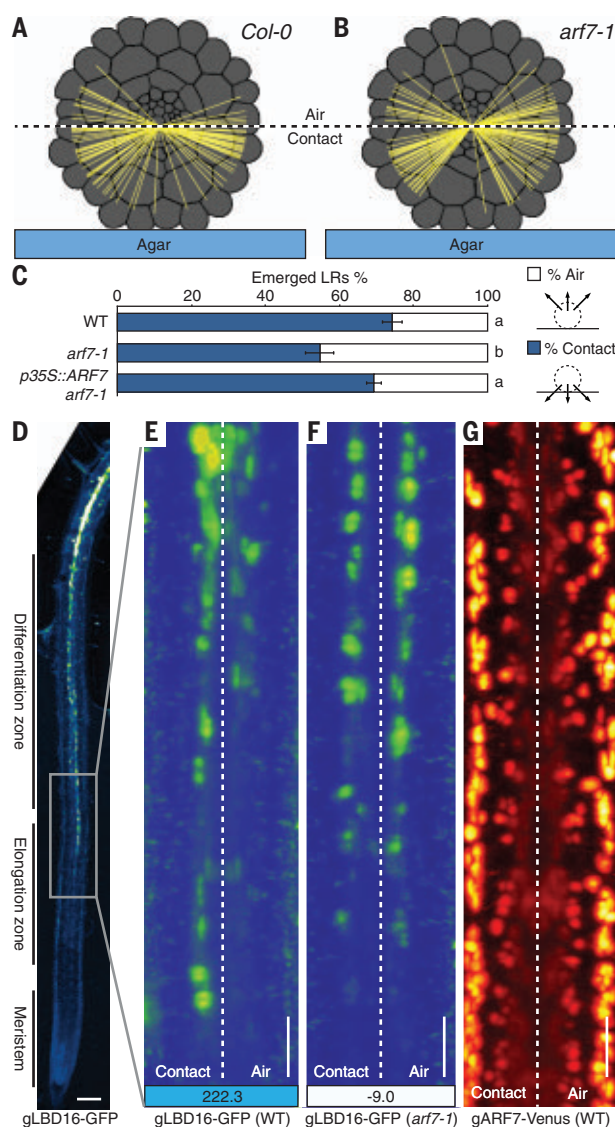 A
Col-0
B
arf7-1
Air
Contact
Agar
Agar
C
Emerged LRs %
0 20 40 60 80 100
WT
a
arf7-1
b
p35S::ARF7
arf7-1
a
% Air
% Contact
D
E
F
G
Differentiation zone
Elongation zone
Meristem
Contact Air
Contact Air
Contact Air
222.3
-9.0
gLBD16-GFP
gLBD16-GFP (WT)
gLBD16-GFP (arf7-1)
gARF7-Venus (WT)